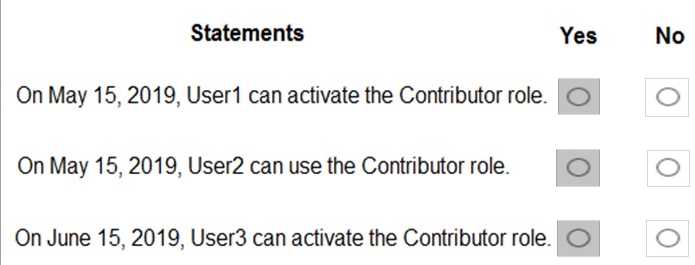 Statements Yes No
On May 15, 2019, User1 can activate the Contributor role.
On May 15, 2019, User2 can use the Contributor role.
On June 15, 2019, User3 can activate the Contributor role.